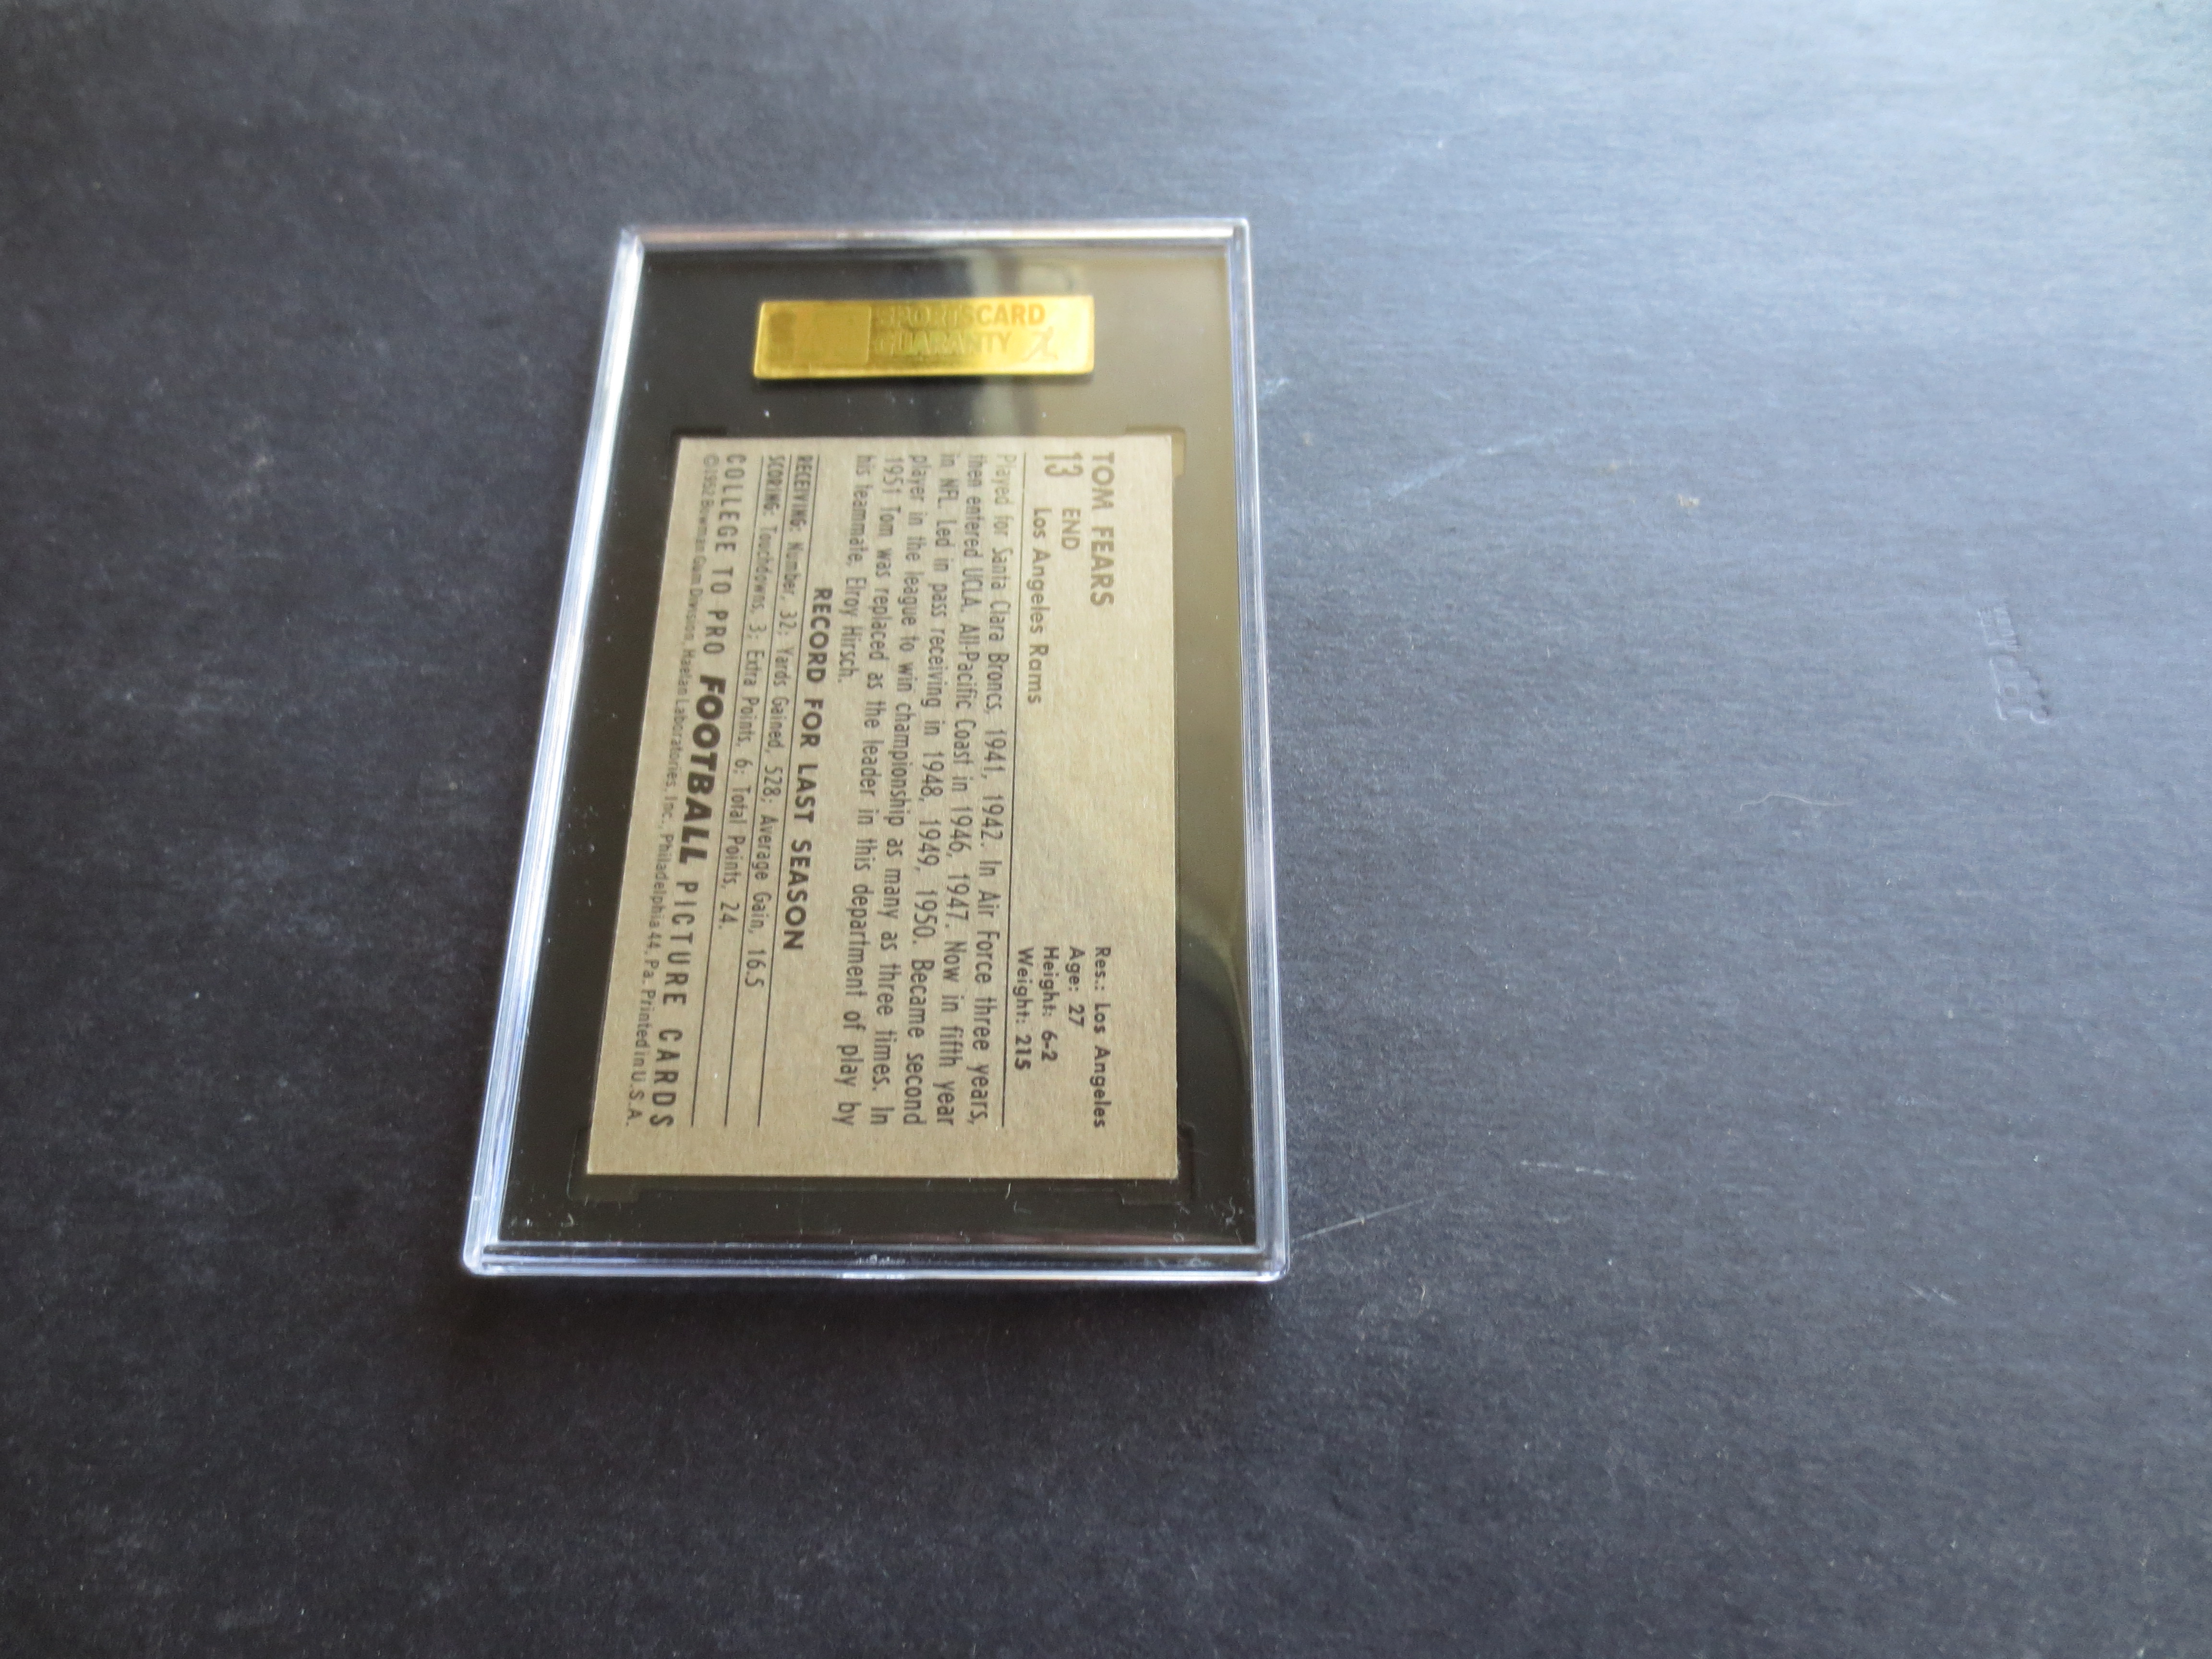 SPORTSCARD
GUARANTY
TOM FEARS
13 END
Los Angeles Rams
Res.: Los Angeles
Age: 27
Height: 6-2
Weight: 215
Played for Santa Clara Broncs, 1941, 1942. In Air Force three years,
then entered UCLA. All-Pacific Coast in 1946, 1947. Now in fifth year
in NFL. Led in pass receiving in 1948, 1949, 1950. Became second
player in the league to win championship as many as three times. In
1951 Tom was replaced as the leader in this department of play by
his teammate, Elroy Hirsch.
RECORD FOR LAST SEASON
RECEIVING: Number, 32; Yards Gained, 528; Average Gain, 16.5
SCORING: Touchdowns, 3; Extra Points, 6; Total Points, 24.
COLLEGE TO PRO FOOTBALL PICTURE CARDS
©1952 Bowman Gum Division, Haelan Laboratories, Inc., Philadelphia 44, Pa. Printed in U.S.A.